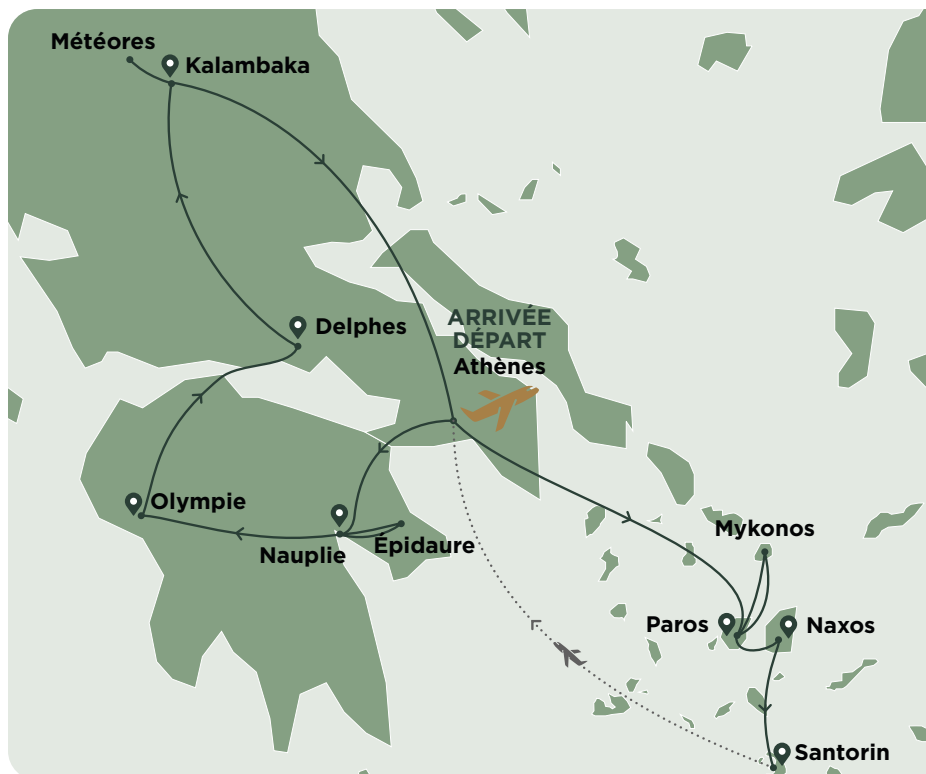 Météores
Kalambaka
Delphes
ARRIVÉE
DÉPART
Athènes
Olympie
Nauplie
Épidaure
Mykonos
Paros
Naxos
Santorin